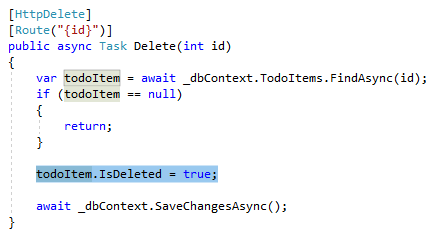 [HttpDelete]
[Route("{id}")]
public async Task Delete(int id)
{
    var todoItem = await _dbContext.TodoItems.FindAsync(id);
    if (todoItem == null)
    {
        return;
    }
    todoItem.IsDeleted = true;
    await _dbContext.SaveChangesAsync();
}